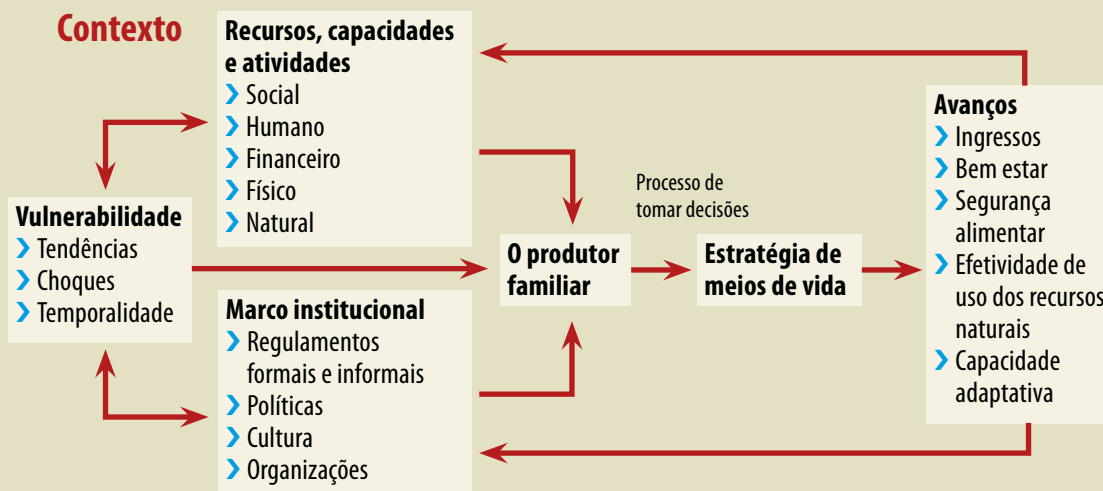 Contexto
Recursos, capacidades
e atividades
❯ Social
❯ Humano
❯ Financeiro
❯ Físico
❯ Natural
Vulnerabilidade
❯ Tendências
❯ Choques
❯ Temporalidade
Marco institucional
❯ Regulamentos
formais e informais
❯ Políticas
❯ Cultura
❯ Organizações
O produtor
familiar
Processo de
tomar decisões
Estratégia de
meios de vida
Avanços
❯ Ingressos
❯ Bem estar
❯ Segurança
alimentar
❯ Efetividade de
uso dos recursos
naturais
❯ Capacidade
adaptativa